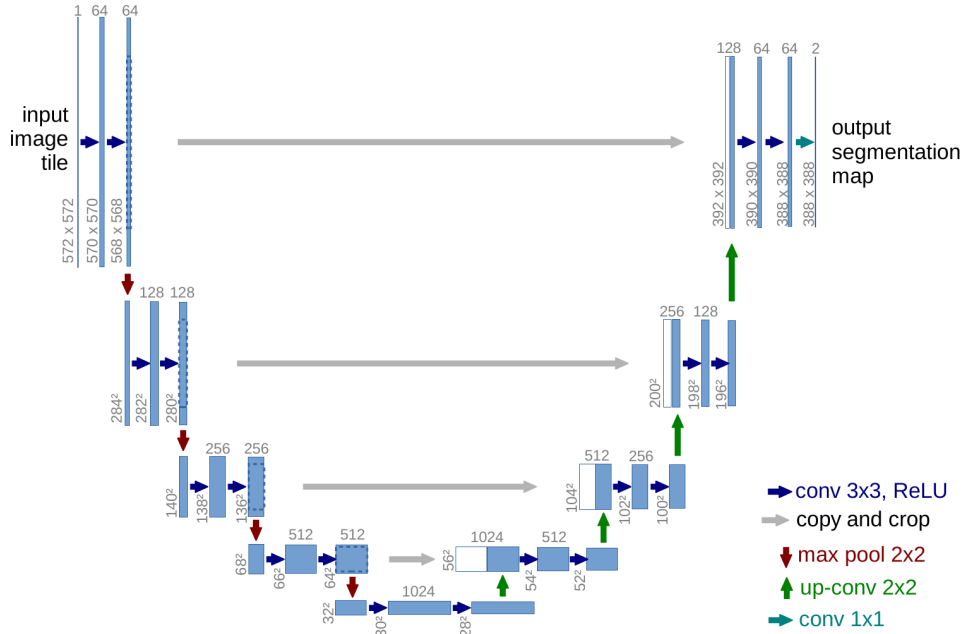 1 64 64
128 64 64 2
input
image
tile
output
segmentation
map
572 x 572
570 x 570
568 x 568
392 x 392
390 x 390
388 x 388
388 x 388
128 128
256 128
284²
282²
280²
200²
198²
196²
256 256
512 256
140²
138²
136²
104²
102²
100²
512 512
1024 512
68²
66²
64²
56²
54²
52²
1024
32²
30²
28²
conv 3x3, ReLU
copy and crop
max pool 2x2
up-conv 2x2
conv 1x1